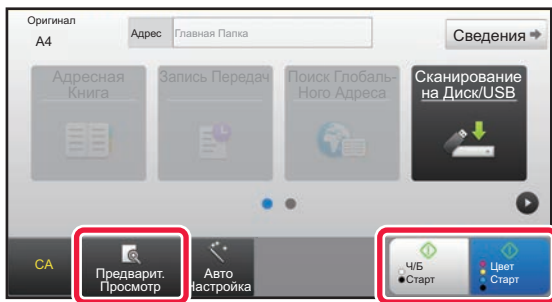 Оригинал
А4
Адрес
Главная Папка
Сведения
Адресная
Книга
Запись Передач
Поиск Глобаль-
Ного Адреса
Сканирование
на Диск/USB
CA
Предварит.
Просмотр
Авто
Настройка
Ч/Б
Старт
Цвет
Старт